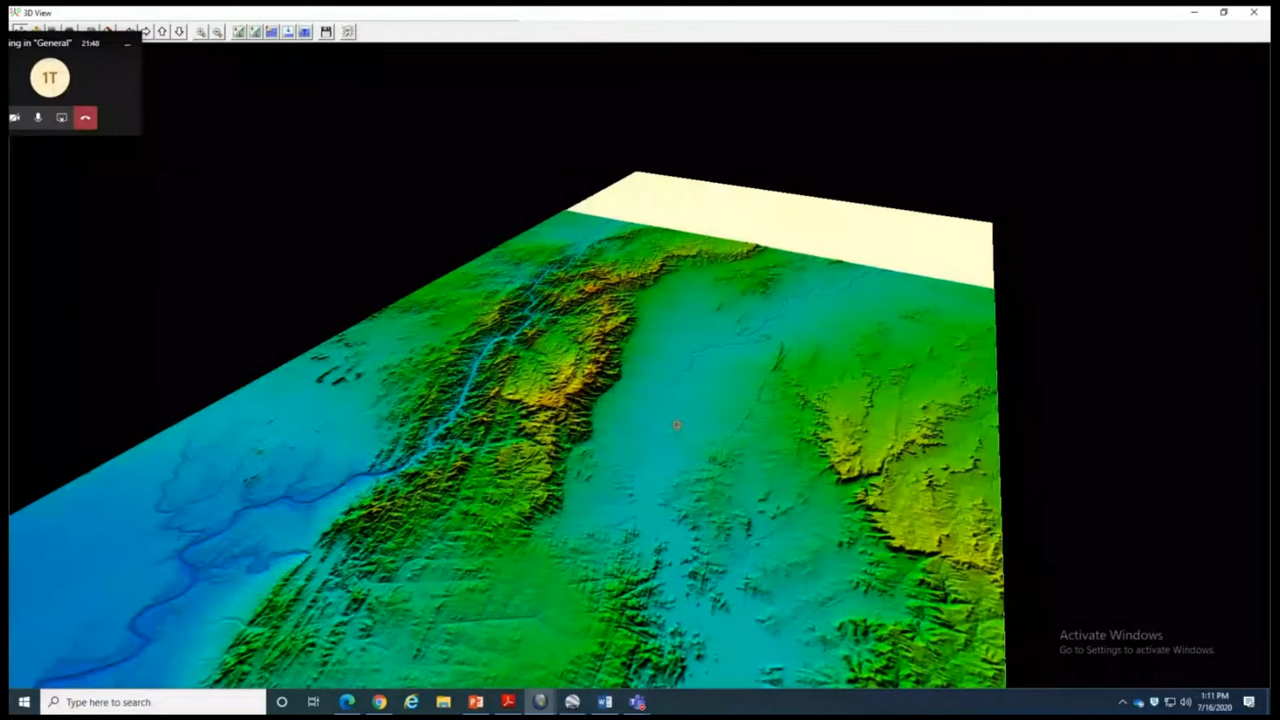 3D View
ing in "General" 21:48
1T
Activate Windows
Go to Settings to activate Windows.
Type here to search
1:11 PM
7/16/2020